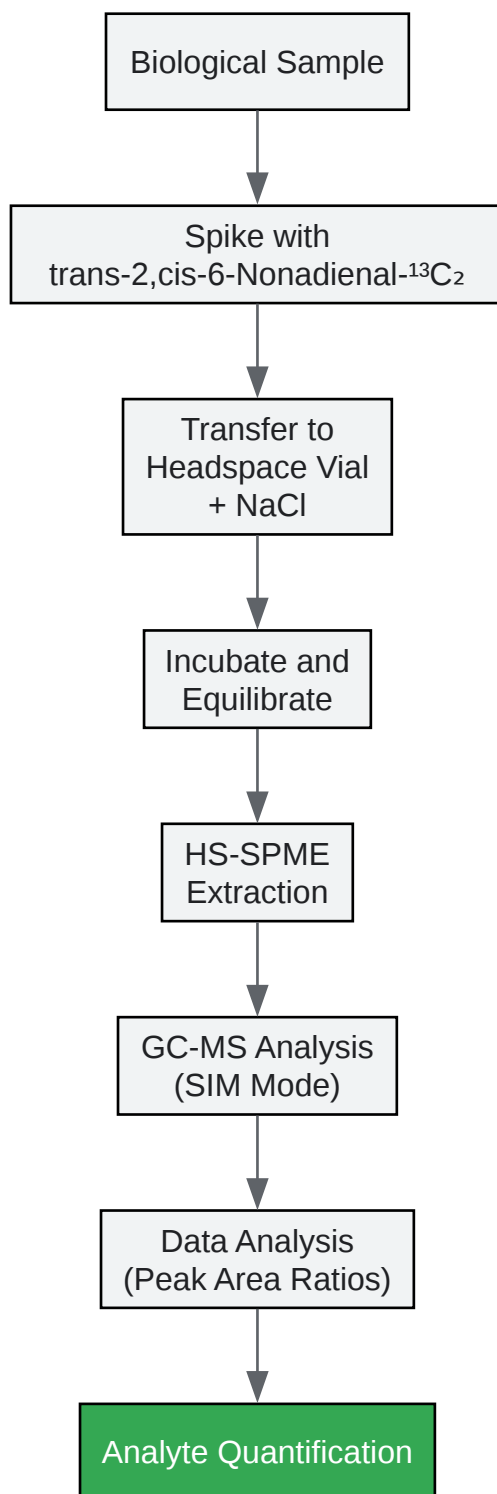 Biological Sample
Spike with
trans-2,cis-6-Nonadienal-¹³C₂
Transfer to
Headspace Vial
+ NaCl
Incubate and
Equilibrate
HS-SPME
Extraction
GC-MS Analysis
(SIM Mode)
Data Analysis
(Peak Area Ratios)
Analyte Quantification